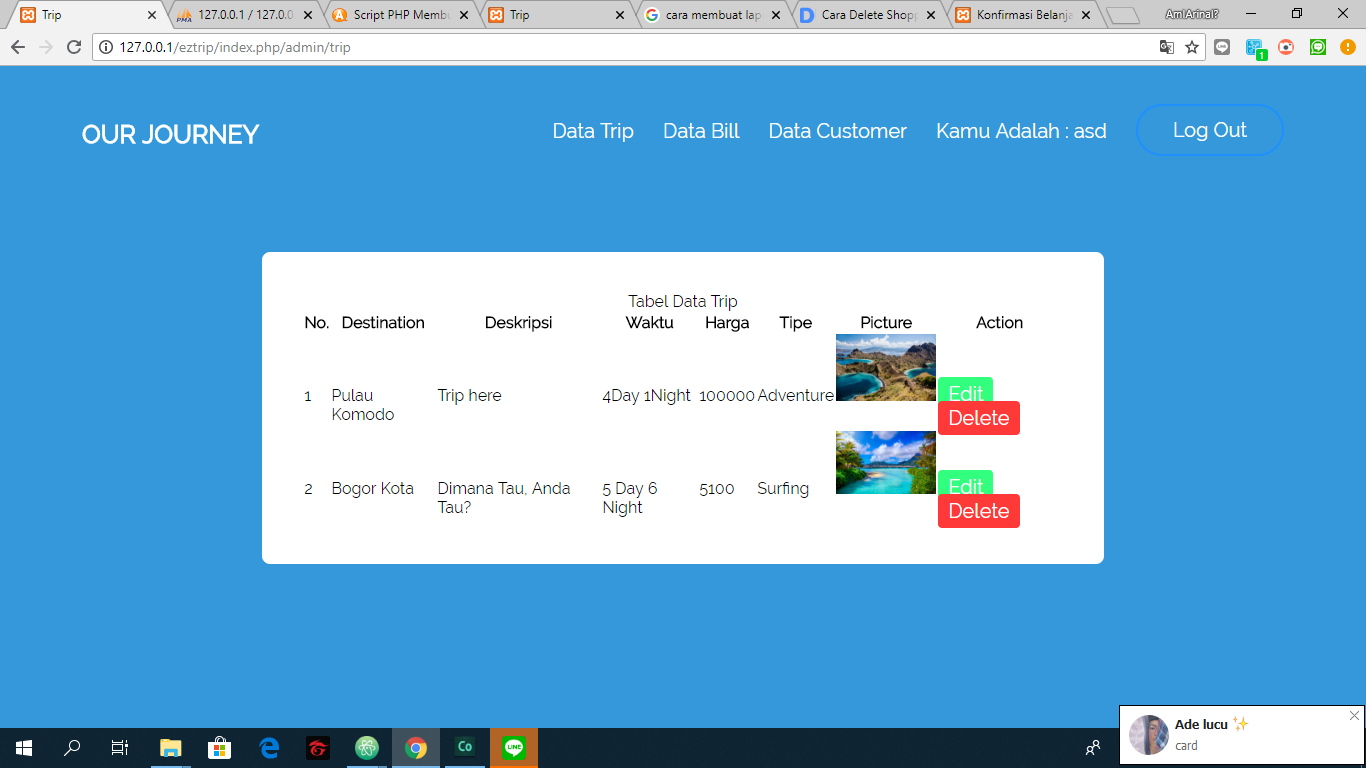 Trip
127.0.0.1 / 127.0.0
Script PHP Membu
Trip
cara membuat lap
Cara Delete Shopp
Konfirmasi Belanja
AmIArinal?
127.0.0.1/eztrip/index.php/admin/trip
1
OUR JOURNEY
Data Trip
Data Bill
Data Customer
Kamu Adalah : asd
Log Out
Tabel Data Trip
No. Destination Deskripsi Waktu Harga Tipe Picture Action
1 Pulau Komodo Trip here 4Day 1Night 100000 Adventure Edit Delete
2 Bogor Kota Dimana Tau, Anda Tau? 5 Day 6 Night 5100 Surfing Edit Delete
Ade lucu ✨
card
Co
LINE